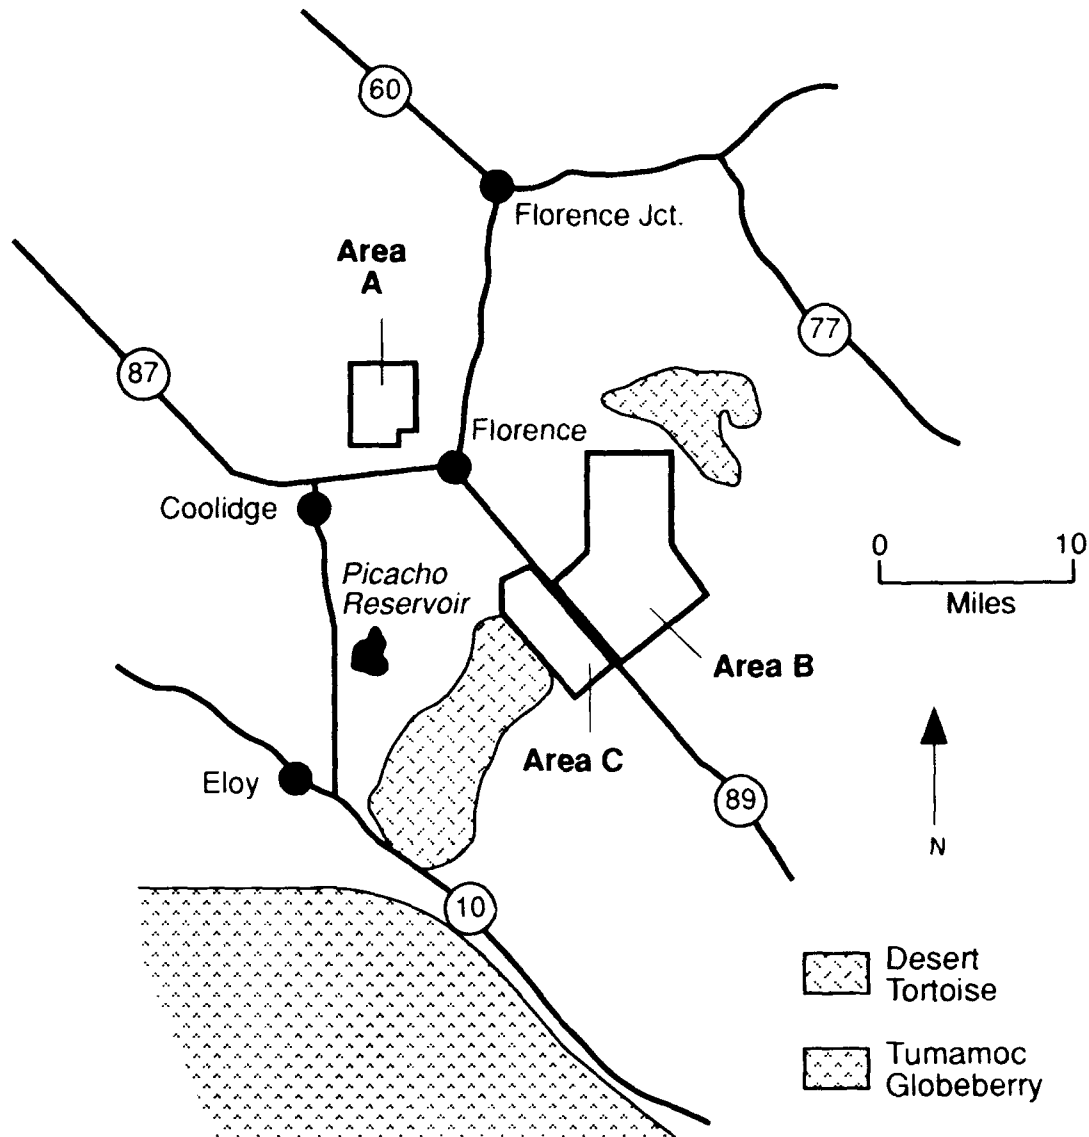 60
Florence Jct.
Area
A
77
87
Florence
Coolidge
0 10
Miles
Picacho
Reservoir
Area B
Area C
Eloy
89
N
10
Desert
Tortoise
Tumamoc
Globeberry